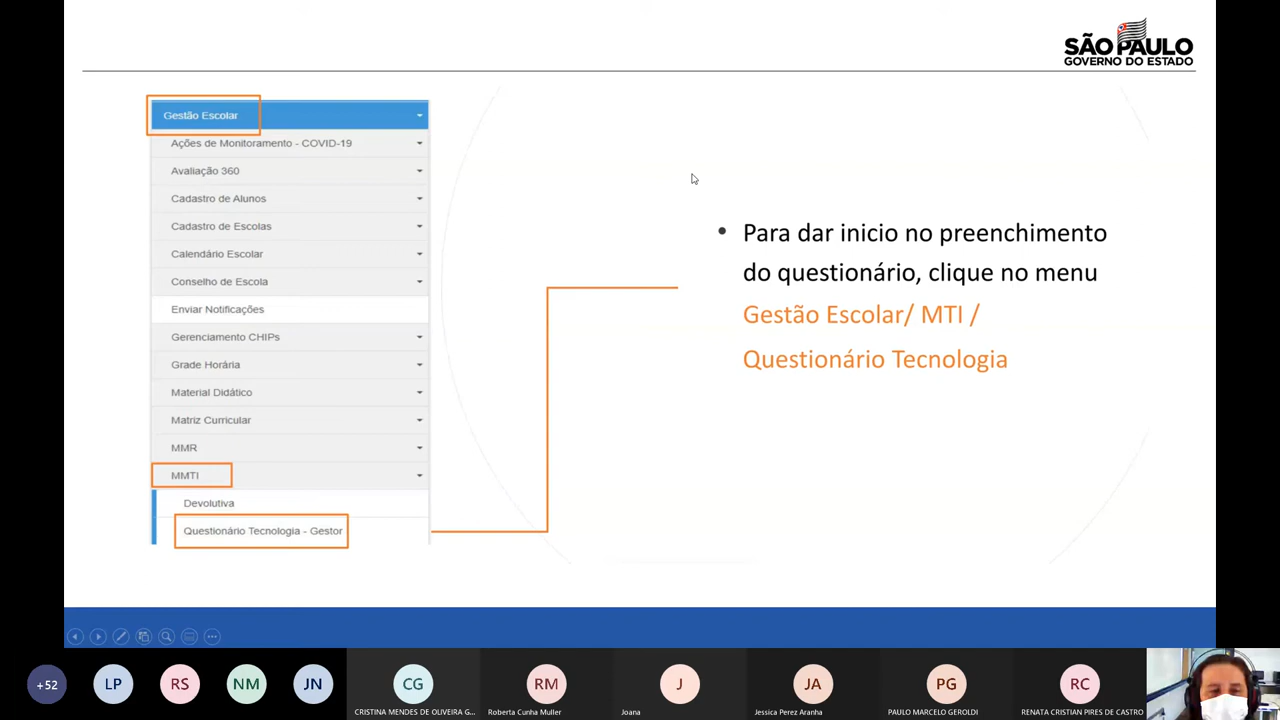 SÃO PAULO
GOVERNO DO ESTADO
Gestão Escolar
Ações de Monitoramento - COVID-19
Avaliação 360
Cadastro de Alunos
Cadastro de Escolas
Calendário Escolar
Conselho de Escola
Enviar Notificações
Gerenciamento CHIPs
Grade Horária
Material Didático
Matriz Curricular
MMR
MMTI
Devolutiva
Questionário Tecnologia - Gestor
• Para dar inicio no preenchimento
do questionário, clique no menu
Gestão Escolar/ MTI /
Questionário Tecnologia
+52
LP
RS
NM
JN
CG
CRISTINA MENDES DE OLIVEIRA G...
RM
Roberta Cunha Muller
J
Joana
JA
Jessica Perez Aranha
PG
PAULO MARCELO GEROLDI
RC
RENATA CRISTIAN PIRES DE CASTRO